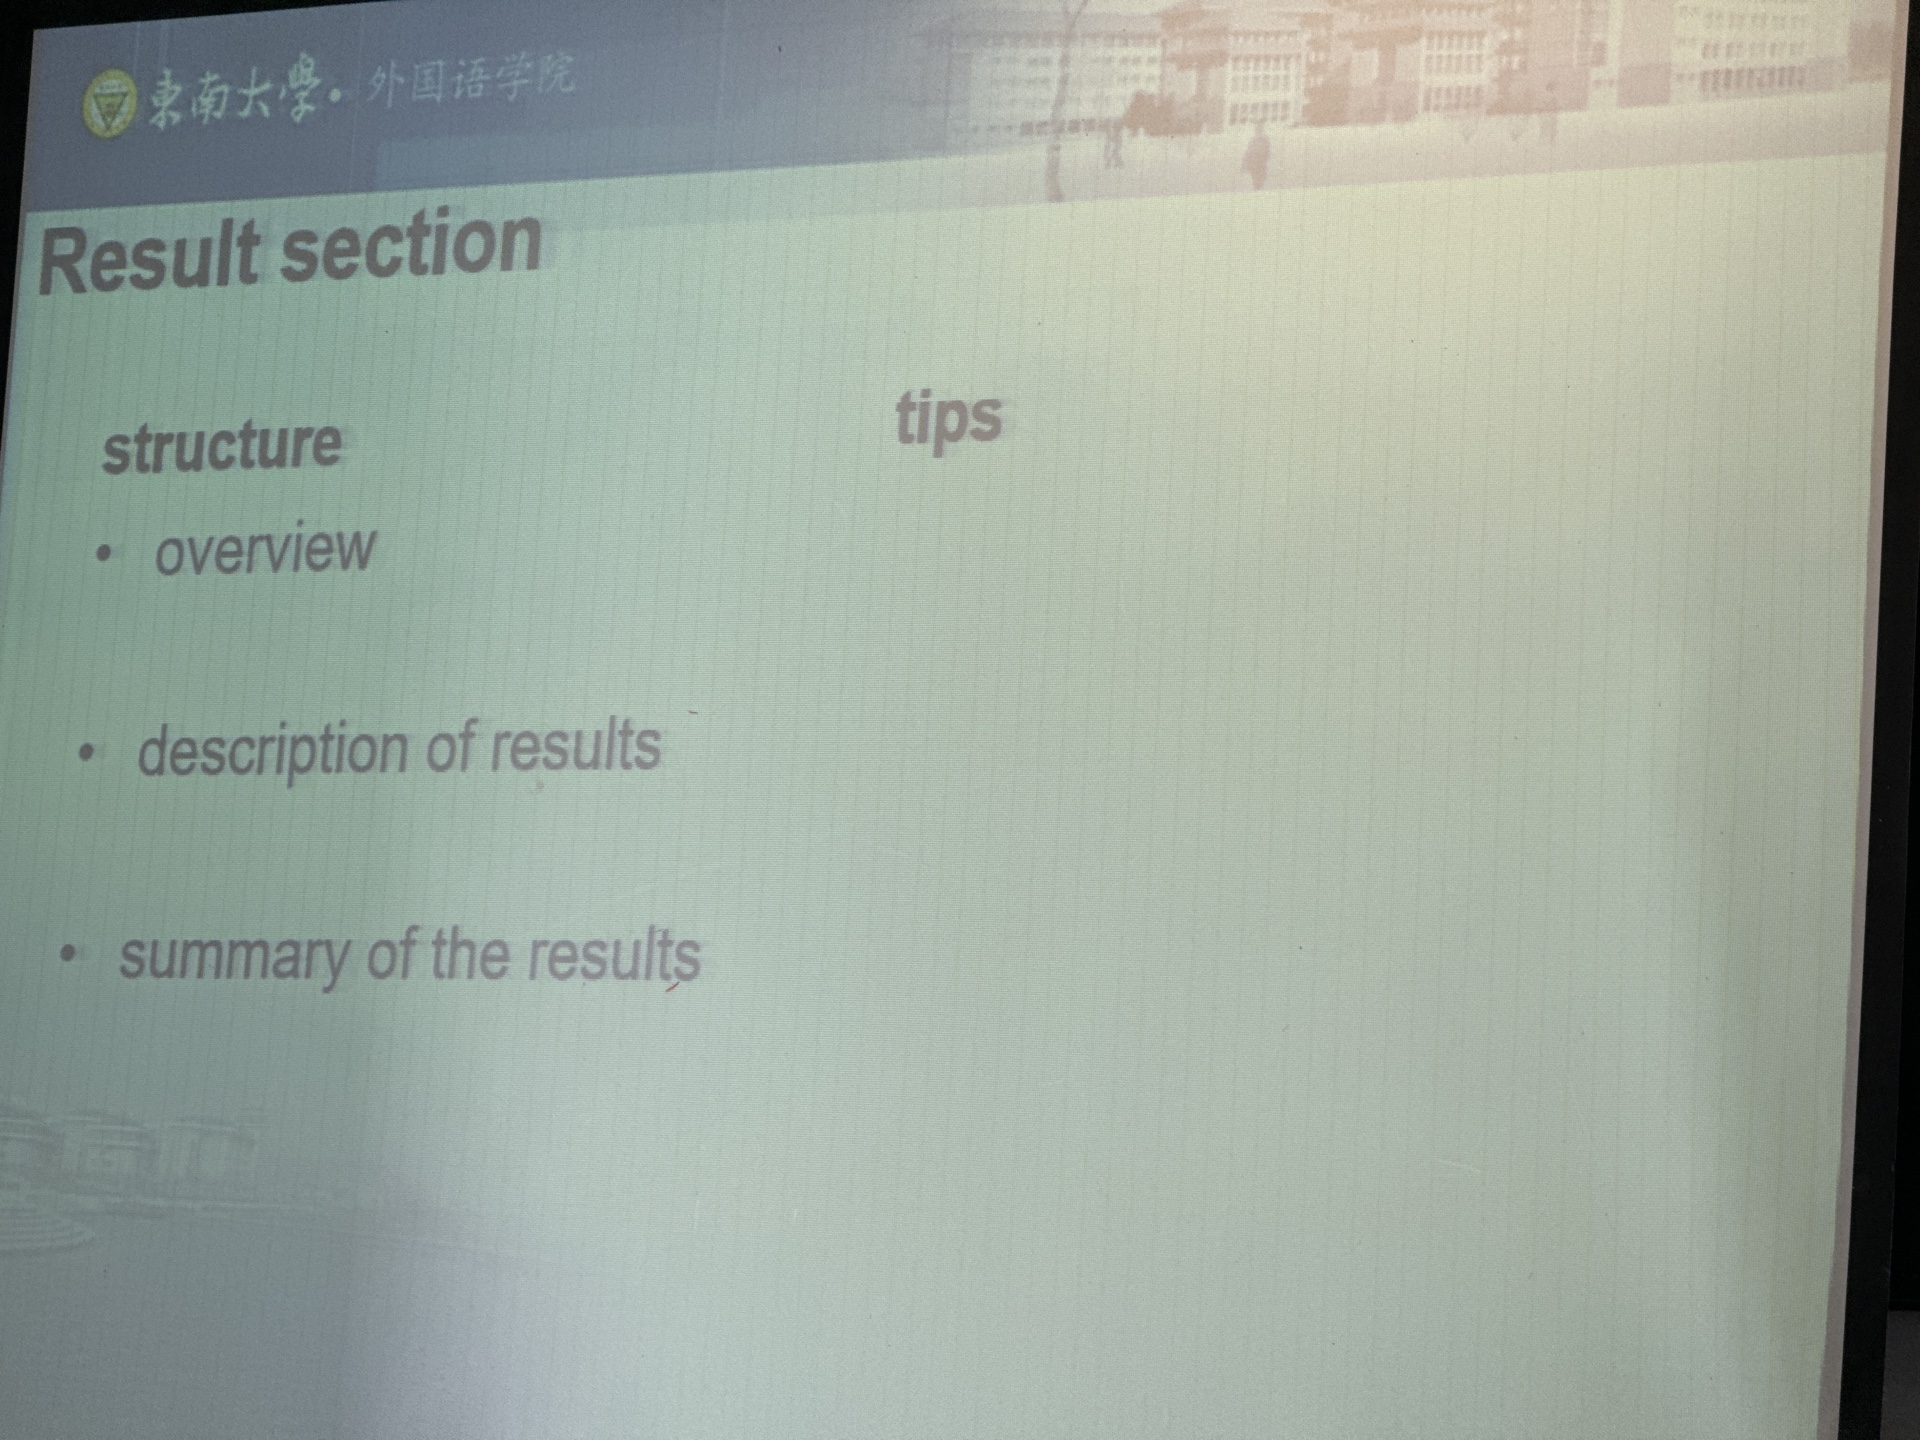 東南大學·外国语学院
Result section
structure
• overview
• description of results
• summary of the results
tips